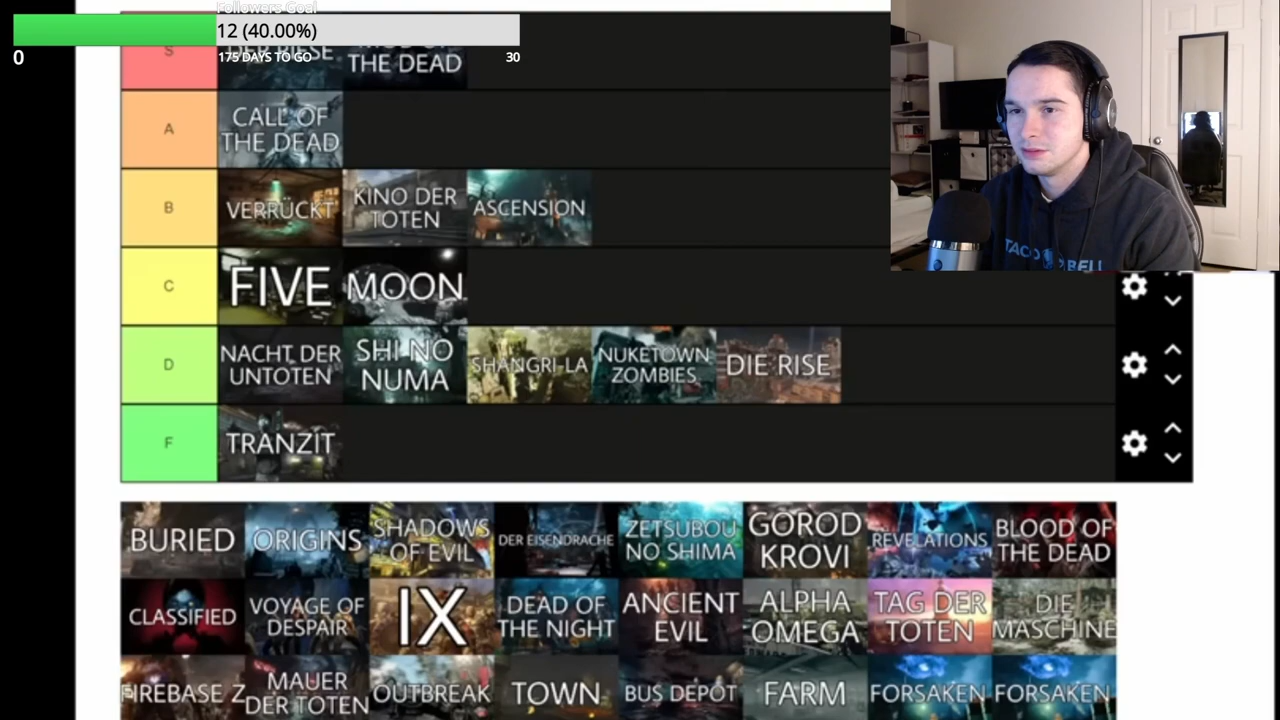 Followers Goal
12 (40.00%)
0
175 DAYS TO GO
30
S
DER RIESE
MOB OF
THE DEAD
A
CALL OF
THE DEAD
B
VERRÜCKT
KINO DER
TOTEN
ASCENSION
C
FIVE
MOON
D
NACHT DER
UNTOTEN
SHI NO
NUMA
SHANGRI-LA
NUKETOWN
ZOMBIES
DIE RISE
F
TRANZIT
BURIED
ORIGINS
SHADOWS
OF EVIL
DER EISENDRACHE
ZETSUBOU
NO SHIMA
GOROD
KROVI
REVELATIONS
BLOOD OF
THE DEAD
CLASSIFIED
VOYAGE OF
DESPAIR
IX
DEAD OF
THE NIGHT
ANCIENT
EVIL
ALPHA
OMEGA
TAG DER
TOTEN
DIE
MASCHINE
FIREBASE Z
MAUER
DER TOTEN
OUTBREAK
TOWN
BUS DEPOT
FARM
FORSAKEN
FORSAKEN
TACO BELL